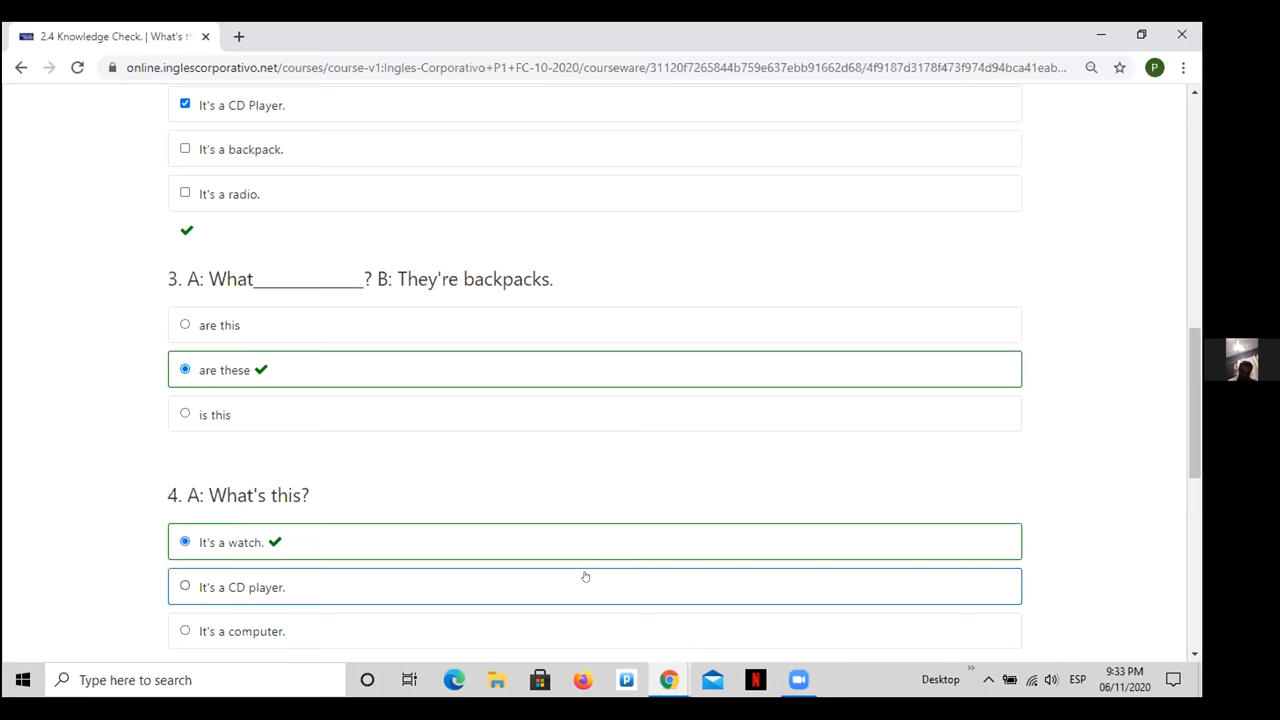 2.4 Knowledge Check. | What's th
online.inglescorporativo.net/courses/course-v1:Ingles-Corporativo+P1+FC-10-2020/courseware/31120f7265844b759e637ebb91662d68/4f9187d3178f473f974d94bca41eab...
P
It's a CD Player.
It's a backpack.
It's a radio.
3. A: What____________? B: They're backpacks.
are this
are these
is this
4. A: What's this?
It's a watch.
It's a CD player.
It's a computer.
Type here to search
Desktop
ESP
9:33 PM
06/11/2020